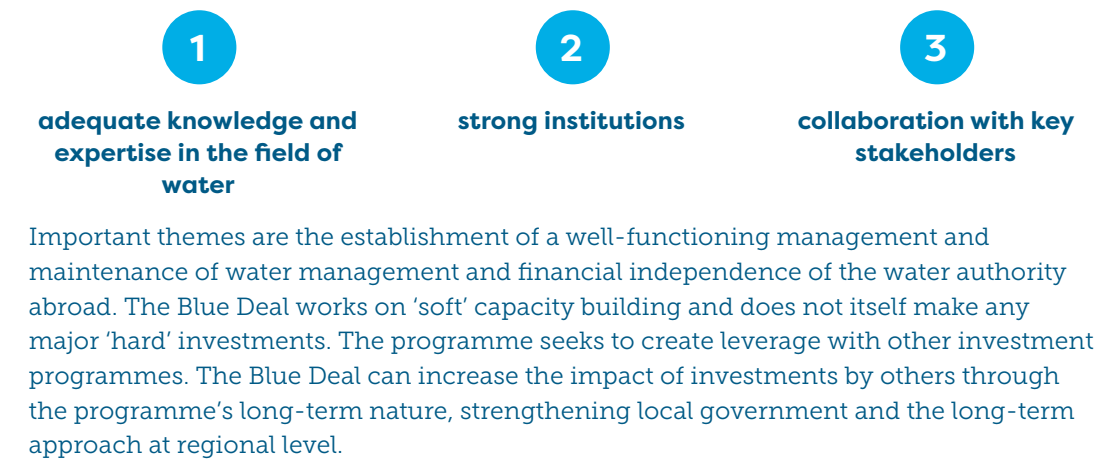 1
adequate knowledge and
expertise in the field of
water
2
strong institutions
3
collaboration with key
stakeholders
Important themes are the establishment of a well-functioning management and
maintenance of water management and financial independence of the water authority
abroad. The Blue Deal works on ‘soft’ capacity building and does not itself make any
major ‘hard’ investments. The programme seeks to create leverage with other investment
programmes. The Blue Deal can increase the impact of investments by others through
the programme’s long-term nature, strengthening local government and the long-term
approach at regional level.